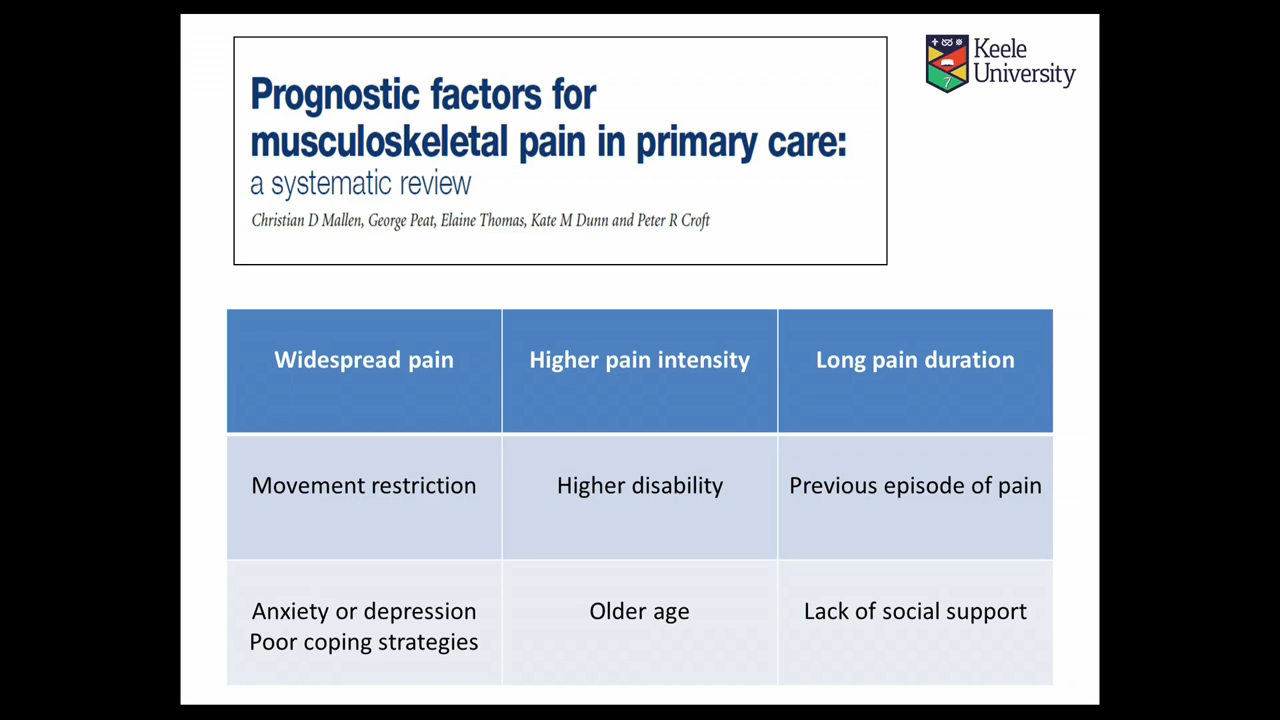 Prognostic factors for
musculoskeletal pain in primary care:
a systematic review
Christian D Mallen, George Peat, Elaine Thomas, Kate M Dunn and Peter R Croft
Keele
University
Widespread pain
Higher pain intensity
Long pain duration
Movement restriction
Higher disability
Previous episode of pain
Anxiety or depression
Poor coping strategies
Older age
Lack of social support